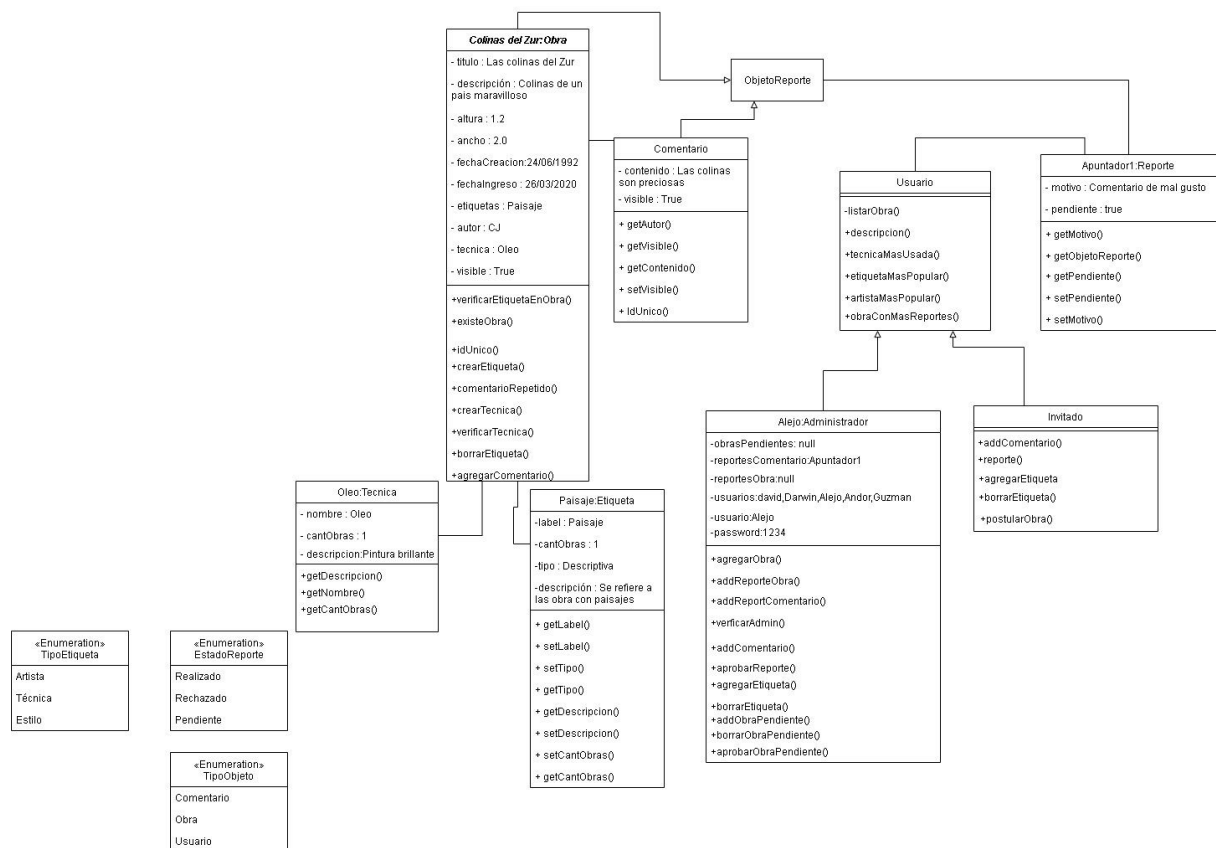 Colinas del Zur:Obra
- titulo : Las colinas del Zur
- descripción : Colinas de un
pais maravilloso
- altura : 1.2
- ancho : 2.0
- fechaCreacion:24/06/1992
- fechaIngreso : 26/03/2020
- etiquetas : Paisaje
- autor : CJ
- tecnica : Oleo
- visible : True
+verificarEtiquetaEnObra()
+existeObra()
+idUnico()
+crearEtiqueta()
+comentarioRepetido()
+crearTecnica()
+verificarTecnica()
+borrarEtiqueta()
+agregarComentario()
ObjetoReporte
Comentario
- contenido : Las colinas
son preciosas
- visible : True
+ getAutor()
+ getVisible()
+ getContenido()
+ setVisible()
+ IdUnico()
Usuario
-listarObra()
+descripcion()
+tecnicaMasUsada()
+etiquetaMasPopular()
+artistaMasPopular()
+obraConMasReportes()
Apuntador1:Reporte
- motivo : Comentario de mal gusto
- pendiente : true
+ getMotivo()
+ getObjetoReporte()
+ getPendiente()
+ setPendiente()
+ setMotivo()
Alejo:Administrador
-obrasPendientes: null
-reportesComentario:Apuntador1
-reportesObra:null
-usuarios:david,Darwin,Alejo,Andor,Guzman
-usuario:Alejo
-password:1234
+agregarObra()
+addReporteObra()
+addReportComentario()
+verficarAdmin()
+addComentario()
+aprobarReporte()
+agregarEtiqueta()
+borrarEtiqueta()
+addObraPendiente()
+borrarObraPendiente()
+aprobarObraPendiente()
Invitado
+addComentario()
+reporte()
+agregarEtiqueta
+borrarEtiqueta()
+postularObra()
Oleo:Tecnica
- nombre : Oleo
- cantObras : 1
- descripcion:Pintura brillante
+getDescripcion()
+getNombre()
+getCantObras()
Paisaje:Etiqueta
-label : Paisaje
-cantObras : 1
-tipo : Descriptiva
-descripción : Se refiere a
las obra con paisajes
+ getLabel()
+ setLabel()
+ setTipo()
+ getTipo()
+ getDescripcion()
+ setDescripcion()
+ setCantObras()
+ getCantObras()
«Enumeration»
TipoEtiqueta
Artista
Técnica
Estilo
«Enumeration»
EstadoReporte
Realizado
Rechazado
Pendiente
«Enumeration»
TipoObjeto
Comentario
Obra
Usuario